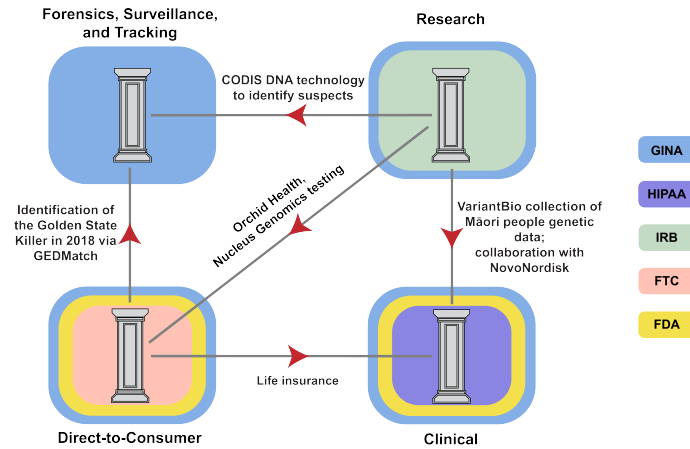 Forensics, Surveillance,
and Tracking
Research
CODIS DNA technology
to identify suspects
Orchid Health,
Nucleus Genomics testing
Identification of
the Golden State
Killer in 2018 via
GEDMatch
VariantBio collection of
Māori people genetic
data;
collaboration with
NovoNordisk
Life insurance
Direct-to-Consumer
Clinical
GINA
HIPAA
IRB
FTC
FDA